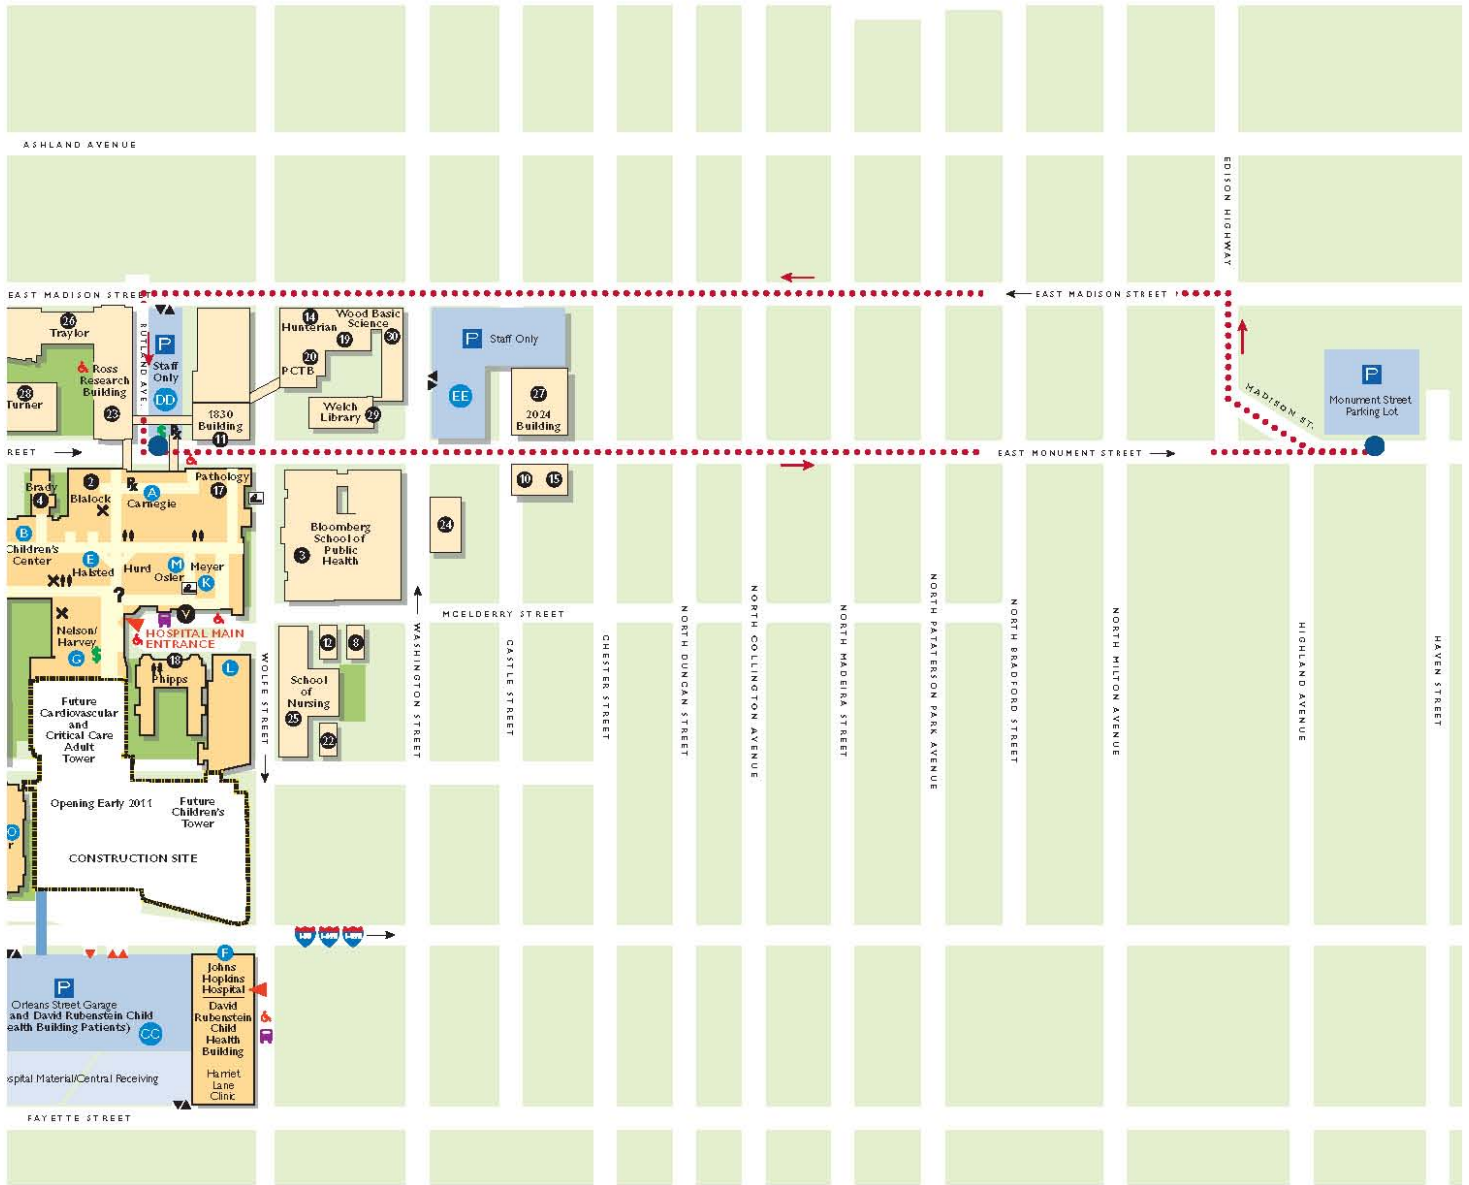 ASHLAND AVENUE
EDISON HIGHWAY
EAST MADISON STREET
EAST MADISON STREET
26
Traylor
RUTLAND AVE.
P
Staff
Only
DD
Ross
Research
Building
23
28
Turner
14
Hunterian
Wood Basic
Science
19
30
20
PCTB
Welch
Library
29
1830
Building
11
P
Staff Only
EE
27
2024
Building
MADISON ST.
P
Monument Street
Parking Lot
REET
$
Rx
EAST MONUMENT STREET
Brady
4
2
Blalock
Rx
A
Carnegie
Pathology
17
10
15
24
3
Bloomberg
School of
Public
Health
B
Children's
Center
E
Halsted
Hurd
M
Osler
Meyer
K
?
V
HOSPITAL MAIN
ENTRANCE
Nelson/
Harvey
G
$
18
Phipps
L
WOLFE STREET
12
8
School
of
Nursing
25
22
WASHINGTON STREET
MCELDERRY STREET
CASTLE STREET
CHESTER STREET
NORTH DUNCAN STREET
NORTH COLLINGTON AVENUE
NORTH MADEIRA STREET
NORTH PATATERSON PARK AVENUE
NORTH BRADFORD STREET
NORTH MILTON AVENUE
HIGHLAND AVENUE
HAVEN STREET
Future
Cardiovascular
and
Critical Care
Adult
Tower
Opening Early 2011
Future
Children's
Tower
CONSTRUCTION SITE
O
r
P
Orleans Street Garage
and David Rubenstein Child
ealth Building Patients)
CC
spital Material/Central Receiving
F
Johns
Hopkins
Hospital
David
Rubenstein
Child
Health
Building
Harriet
Lane
Clinic
FAYETTE STREET